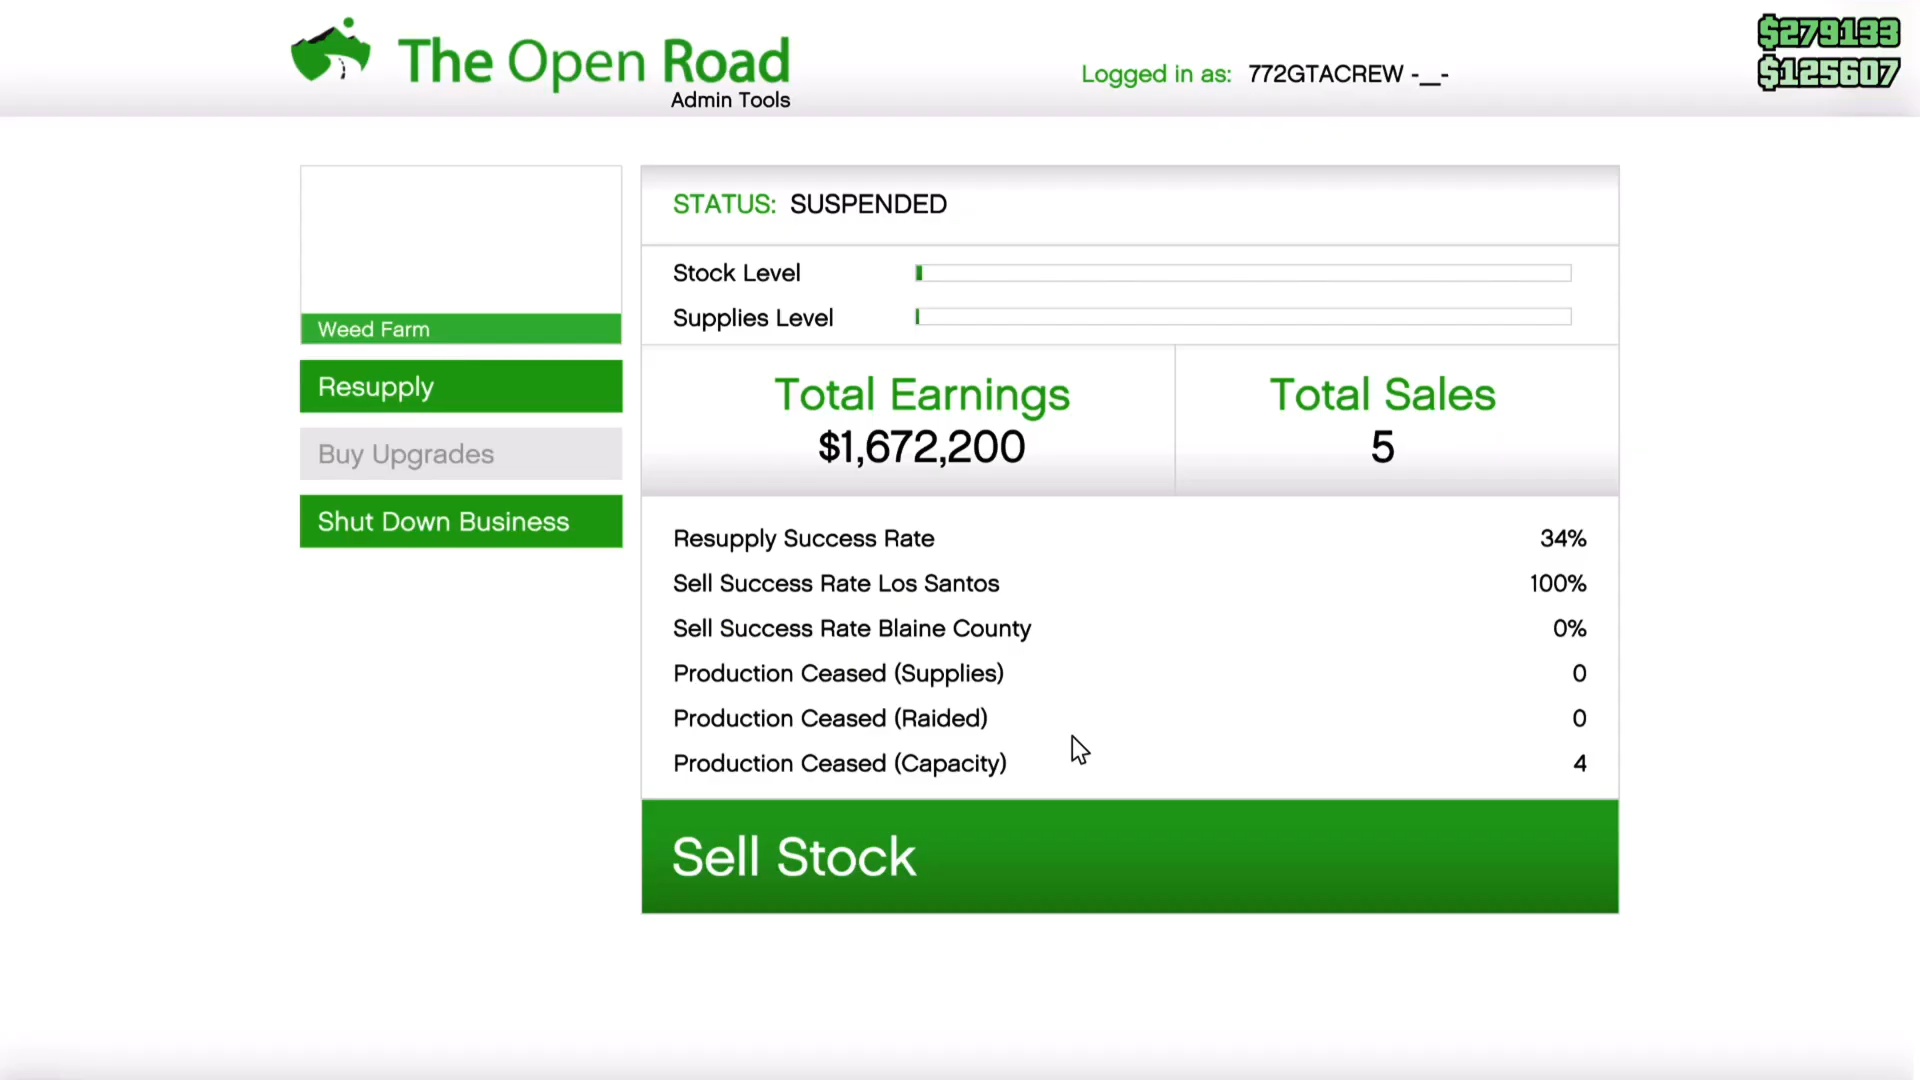 The Open Road
Admin Tools
Logged in as: 772GTACREW -__-
$279133
$125607
Weed Farm
Resupply
Buy Upgrades
Shut Down Business
STATUS: SUSPENDED
Stock Level
Supplies Level
Total Earnings
$1,672,200
Total Sales
5
Resupply Success Rate 34%
Sell Success Rate Los Santos 100%
Sell Success Rate Blaine County 0%
Production Ceased (Supplies) 0
Production Ceased (Raided) 0
Production Ceased (Capacity) 4
Sell Stock